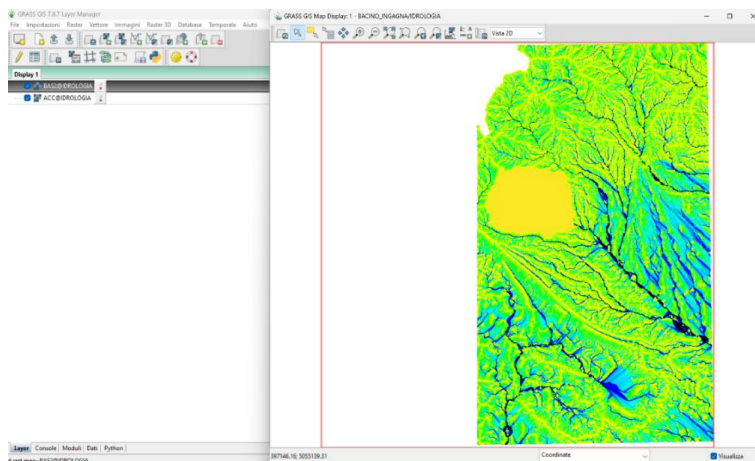 GRASS GIS 7.8.7 Layer Manager
File Impostazioni Raster Vettore Immagini Raster 3D Database Temporale Aiuto
Display 1
BAS2@IDROLOGIA
ACC@IDROLOGIA
Layer Console Moduli Dati Python
GRASS GIS Map Display: 1 - BACINO_INGAGNA/IDROLOGIA
Vista 2D
397146.16; 5055139.31
Coordinate
Visualizza